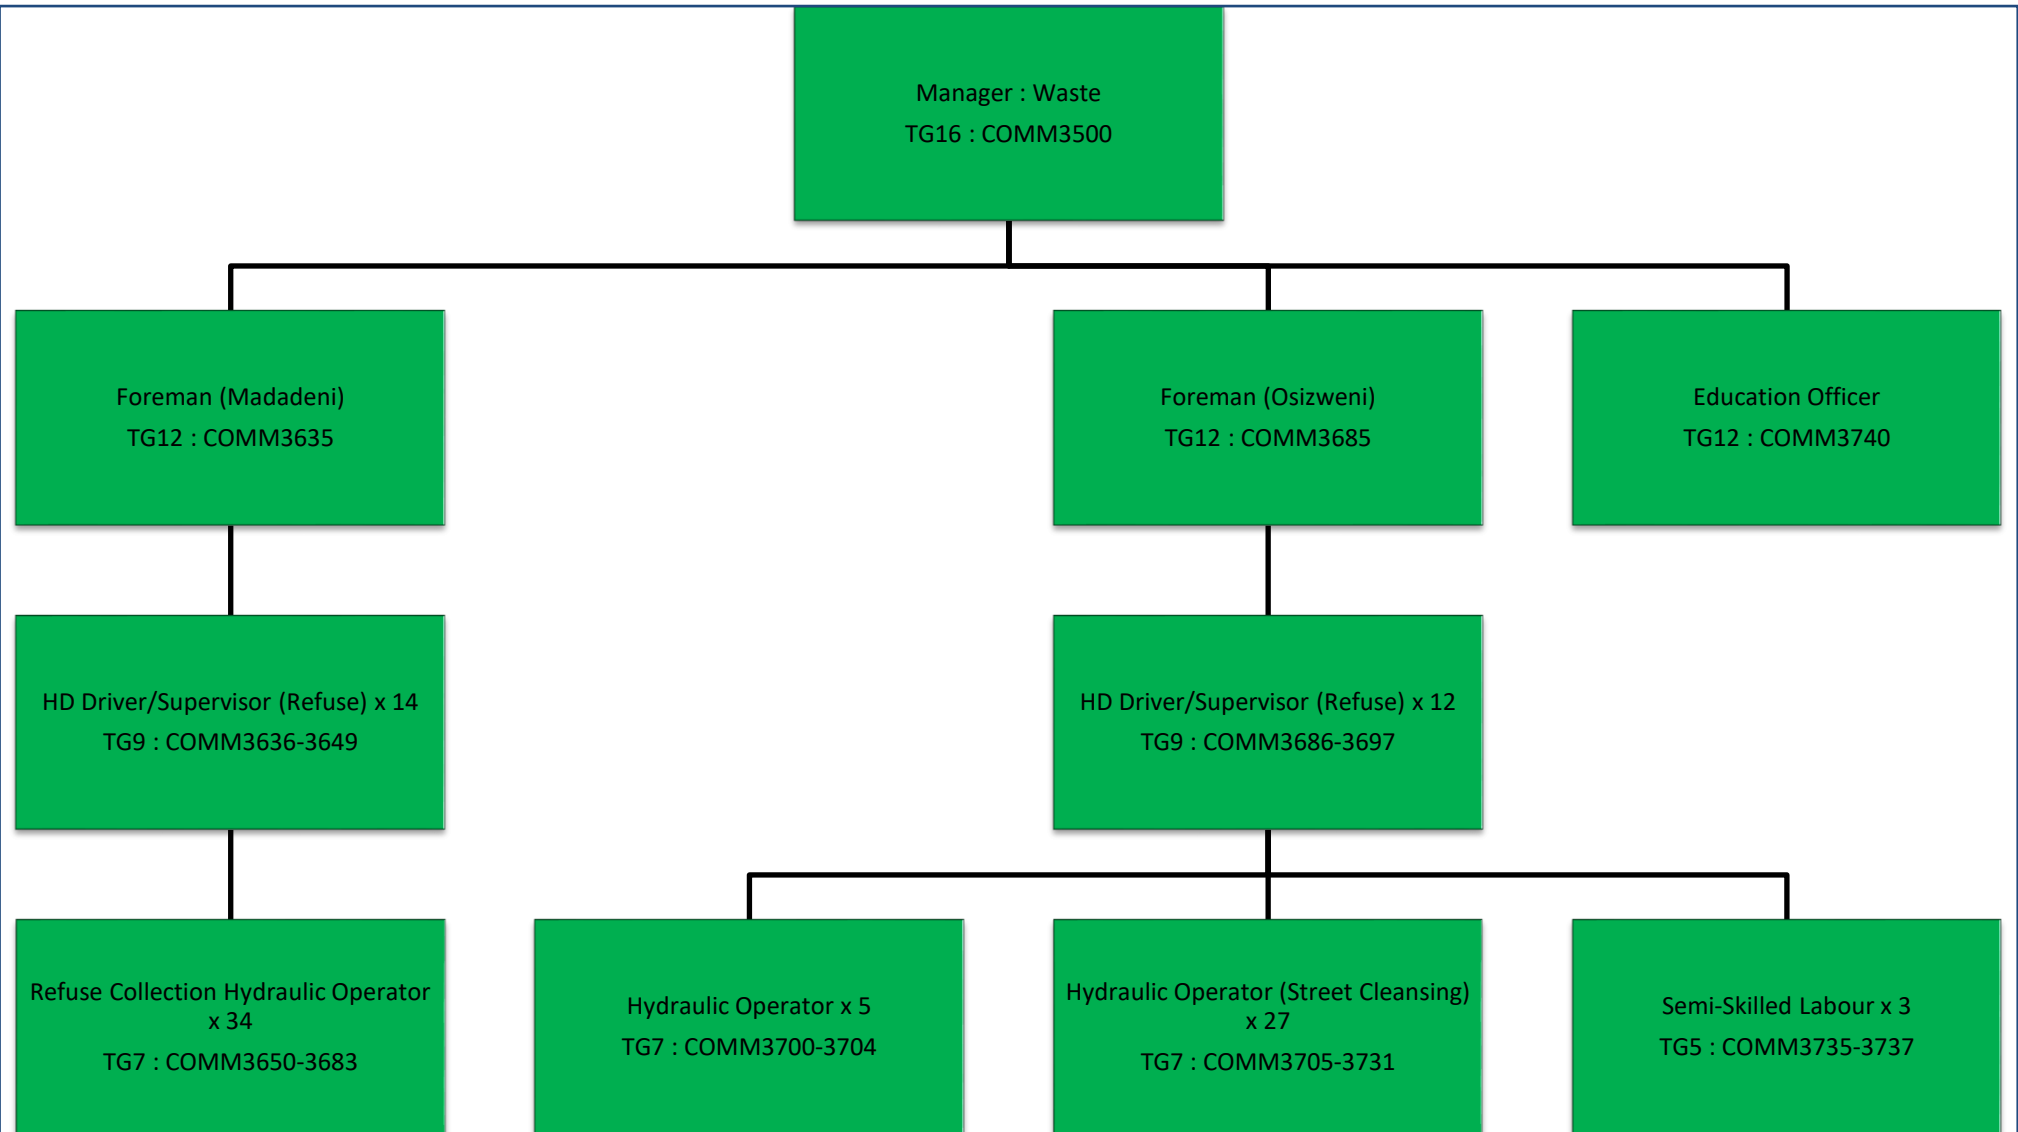 Manager : Waste
TG16 : COMM3500
Foreman (Madadeni)
TG12 : COMM3635
Foreman (Osizweni)
TG12 : COMM3685
Education Officer
TG12 : COMM3740
HD Driver/Supervisor (Refuse) x 14
TG9 : COMM3636-3649
HD Driver/Supervisor (Refuse) x 12
TG9 : COMM3686-3697
Refuse Collection Hydraulic Operator
x 34
TG7 : COMM3650-3683
Hydraulic Operator x 5
TG7 : COMM3700-3704
Hydraulic Operator (Street Cleansing)
x 27
TG7 : COMM3705-3731
Semi-Skilled Labour x 3
TG5 : COMM3735-3737